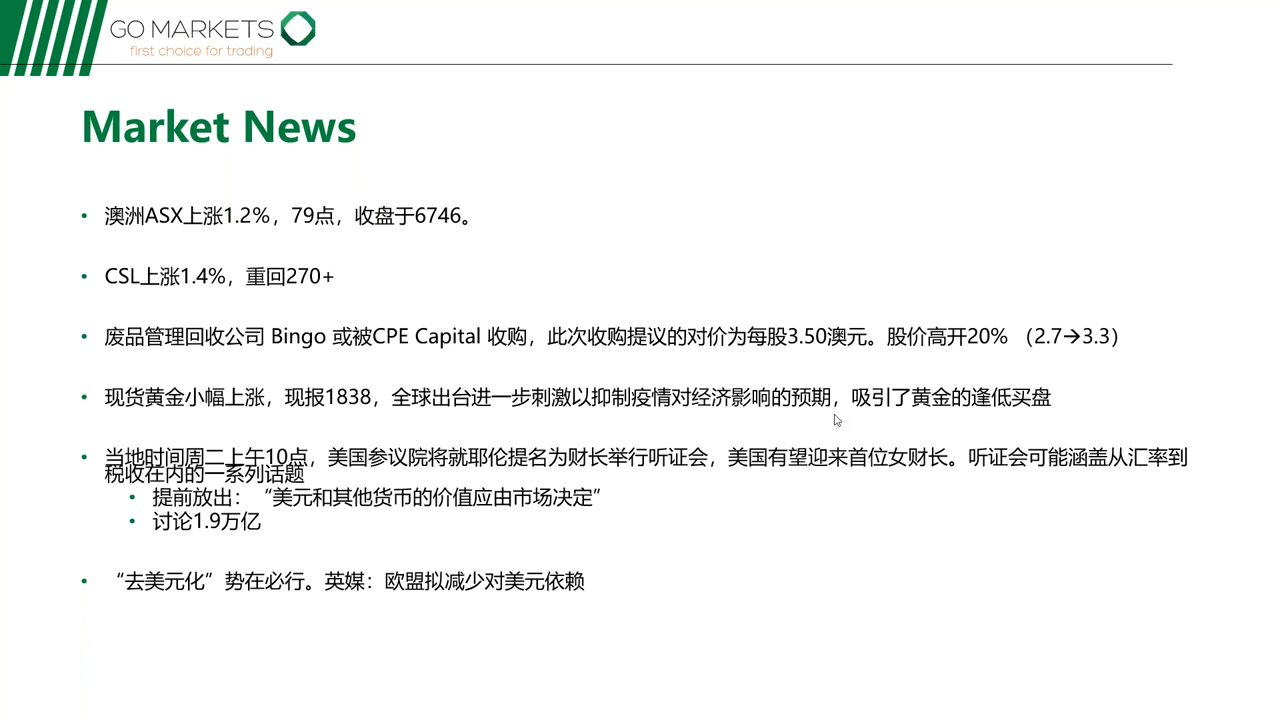 GO MARKETS
first choice for trading
Market News
• 澳洲ASX上涨1.2%，79点，收盘于6746。
• CSL上涨1.4%，重回270+
• 废品管理回收公司 Bingo 或被CPE Capital 收购，此次收购提议的对价为每股3.50澳元。股价高开20% （2.7→3.3）
• 现货黄金小幅上涨，现报1838，全球出台进一步刺激以抑制疫情对经济影响的预期，吸引了黄金的逢低买盘
• 当地时间周二上午10点，美国参议院将就耶伦提名为财长举行听证会，美国有望迎来首位女财长。听证会可能涵盖从汇率到
税收在内的一系列话题
• 提前放出：“美元和其他货币的价值应由市场决定”
• 讨论1.9万亿
• “去美元化”势在必行。英媒：欧盟拟减少对美元依赖